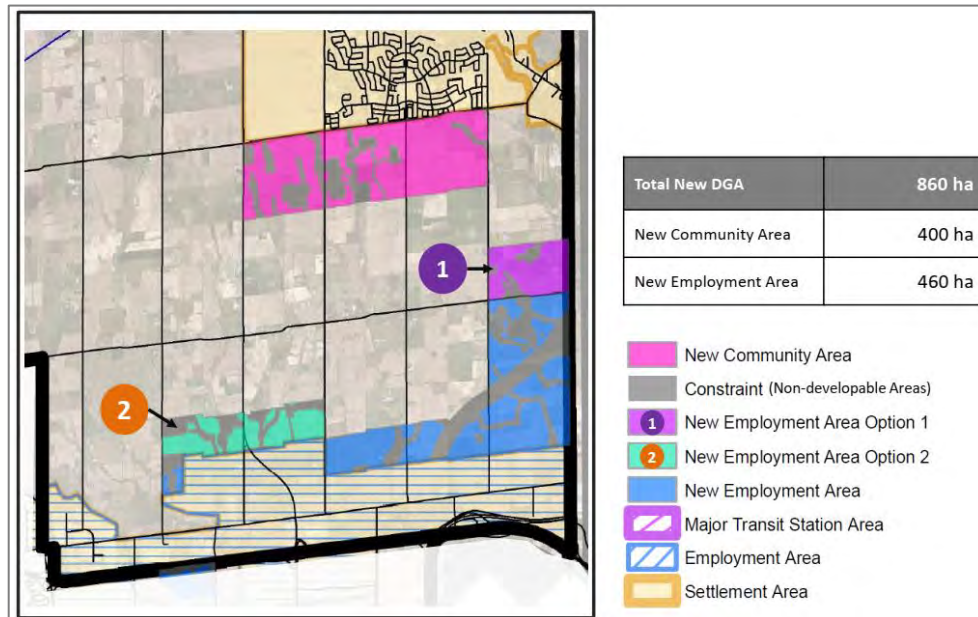 1
2
Total New DGA 860 ha
New Community Area 400 ha
New Employment Area 460 ha
New Community Area
Constraint (Non-developable Areas)
1 New Employment Area Option 1
2 New Employment Area Option 2
New Employment Area
Major Transit Station Area
Employment Area
Settlement Area